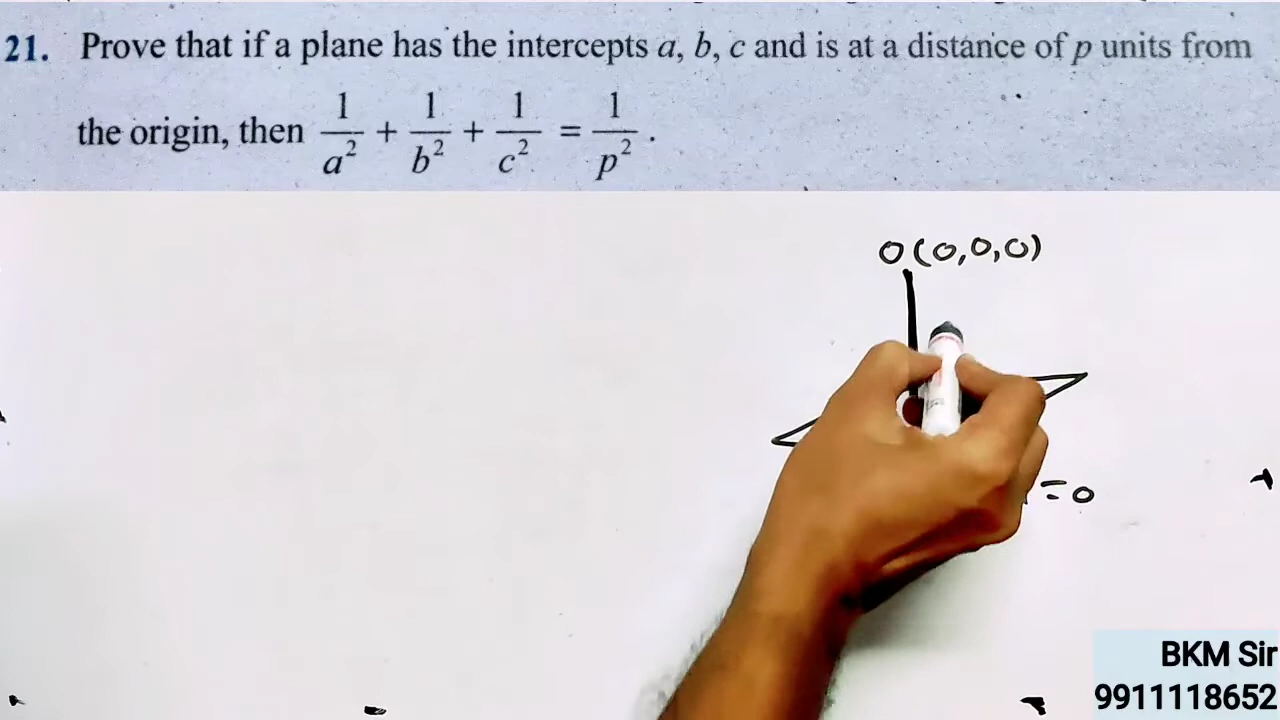 21. Prove that if a plane has the intercepts a, b, c and is at a distance of p units from
the origin, then 1/a² + 1/b² + 1/c² = 1/p² .
O(0,0,0)
=0
BKM Sir
9911118652